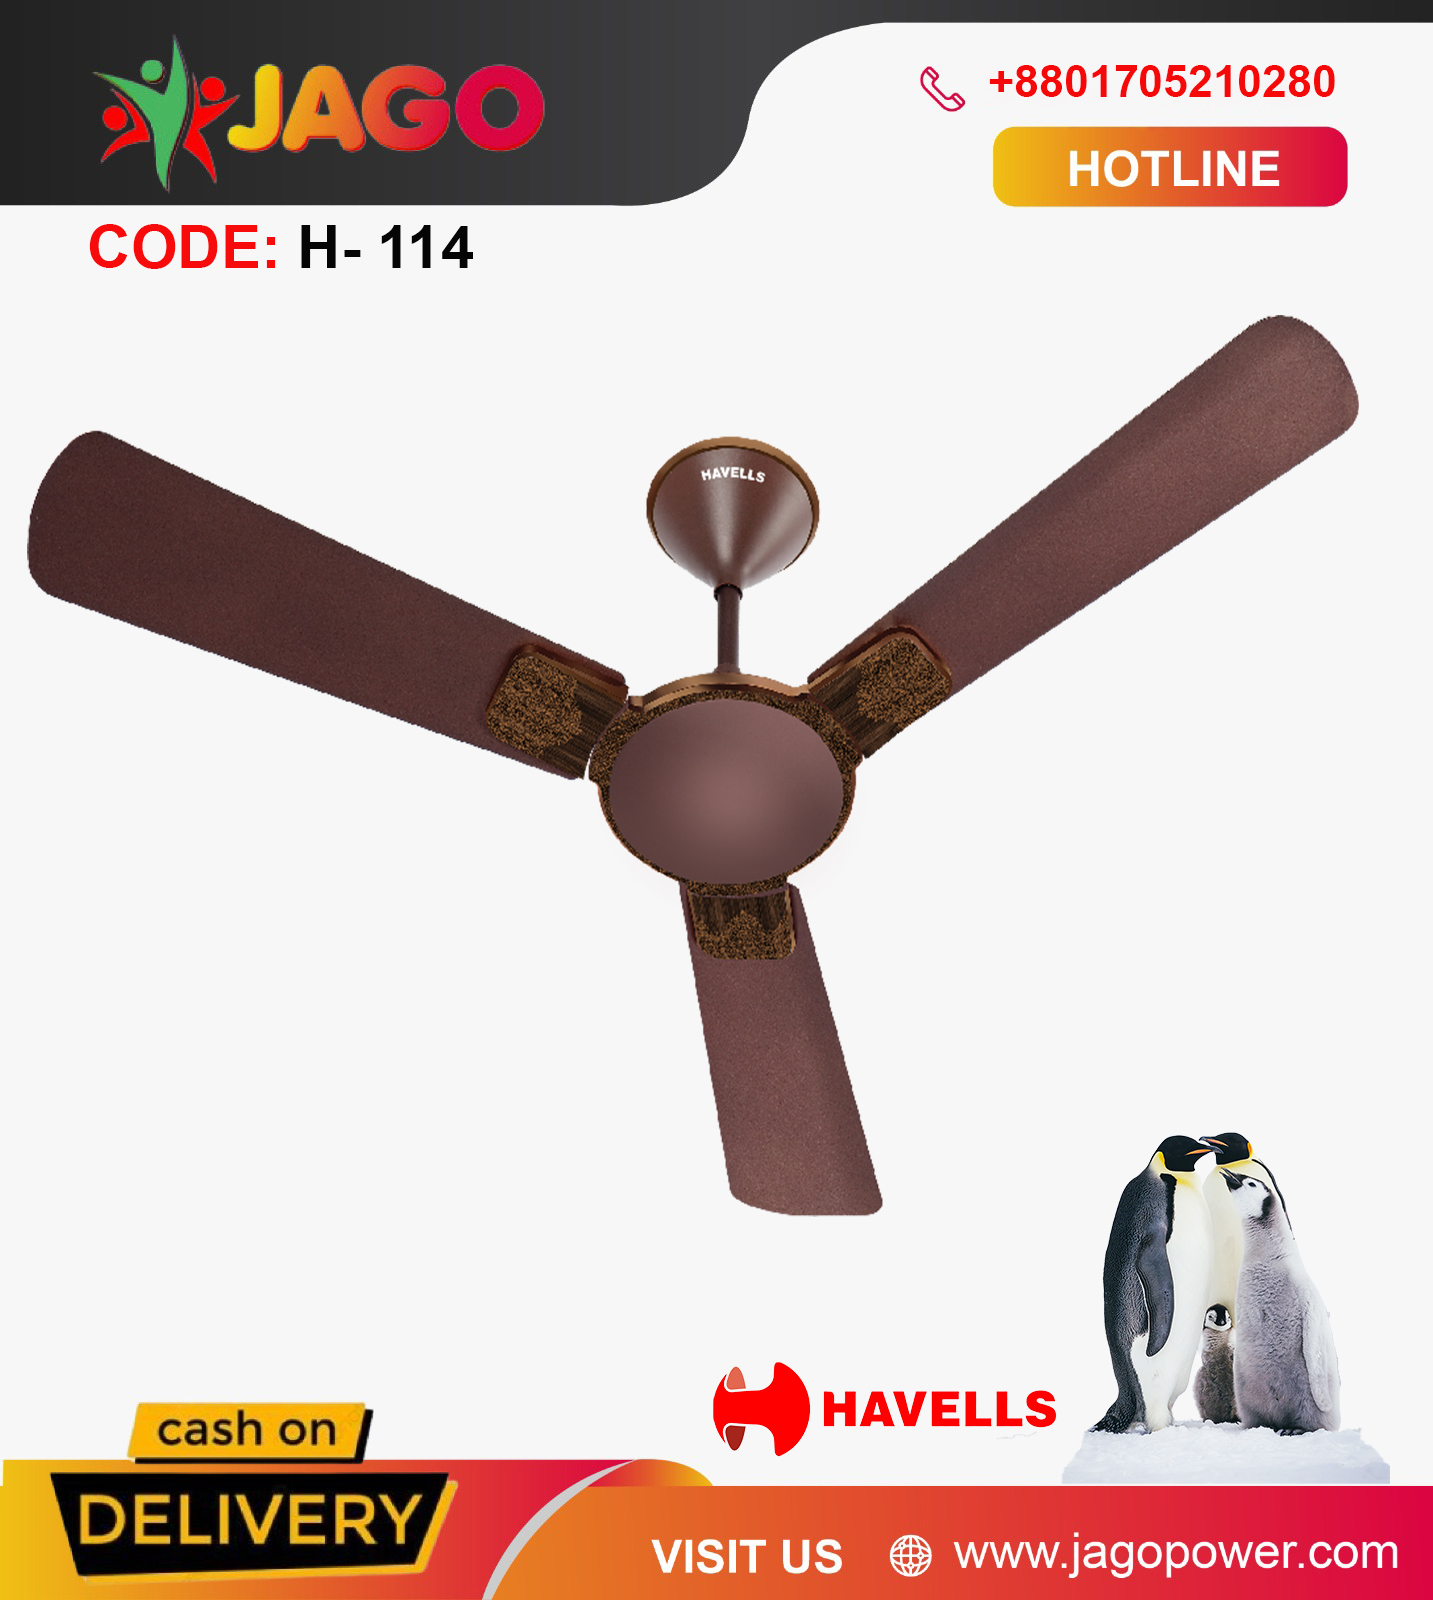 JAGO
+8801705210280
HOTLINE
CODE: H- 114
HAVELLS
HAVELLS
cash on
DELIVERY
VISIT US
www.jagopower.com